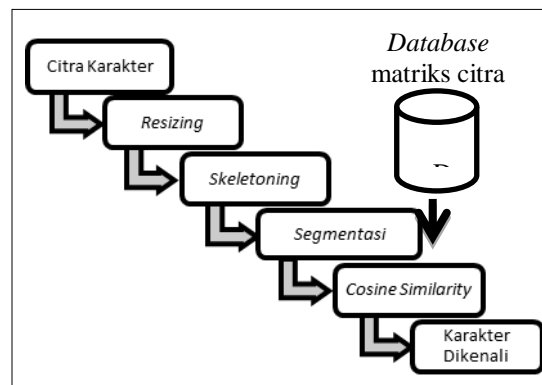 Citra Karakter
Resizing
Skeletoning
Segmentasi
Cosine Similarity
Karakter
Dikenali
Database
matriks citra